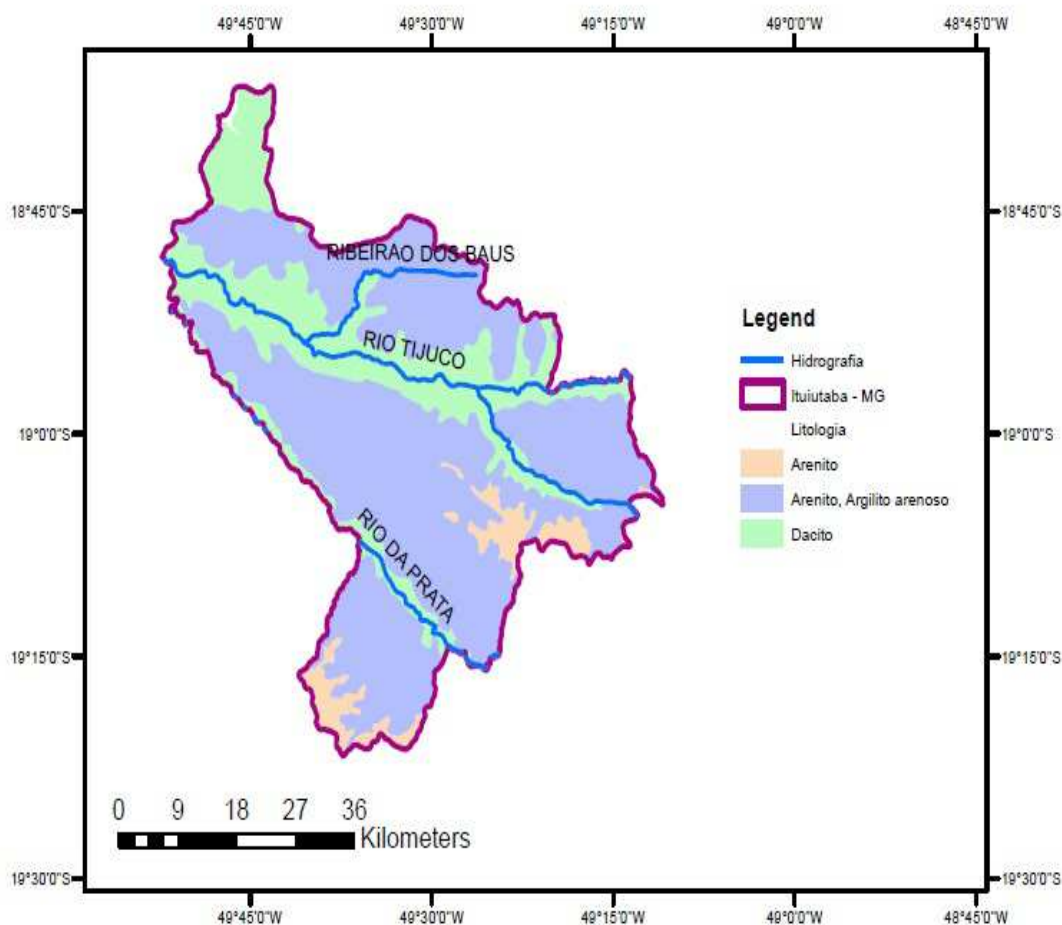 49°45'0"W 49°30'0"W 49°15'0"W 49°0'0"W 48°45'0"W
18°45'0"S 18°45'0"S
RIBEIRAO DOS BAUS
RIO TIJUCO
19°0'0"S 19°0'0"S
RIO DA PRATA
19°15'0"S 19°15'0"S
Legend
Hidrografia
Ituiutaba - MG
Litologia
Arenito
Arenito, Argilito arenoso
Dacito
0 9 18 27 36
Kilometers
19°30'0"S 19°30'0"S
49°45'0"W 49°30'0"W 49°15'0"W 49°0'0"W 48°45'0"W